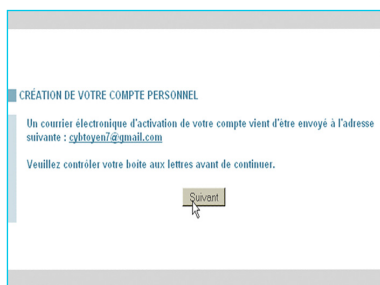 CRÉATION DE VOTRE COMPTE PERSONNEL
Un courrier électronique d'activation de votre compte vient d'être envoyé à l'adresse
suivante : cybtoyen7@gmail.com
Veuillez contrôler votre boîte aux lettres avant de continuer.
Suivant